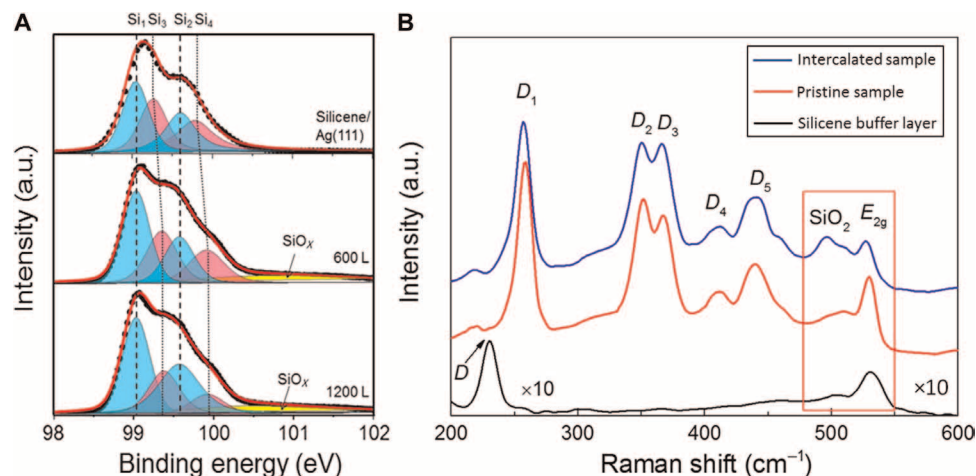 A
Si₁ Si₃ Si₂ Si₄
Silicene/
Ag(111)
SiOX
600 L
SiOX
1200 L
Intensity (a.u.)
98 99 100 101 102
Binding energy (eV)
B
Intercalated sample
Pristine sample
Silicene buffer layer
D₁
D₂ D₃
D₄
D₅
SiO₂ E₂g
D
×10
×10
Intensity (a.u.)
200 300 400 500 600
Raman shift (cm⁻¹)